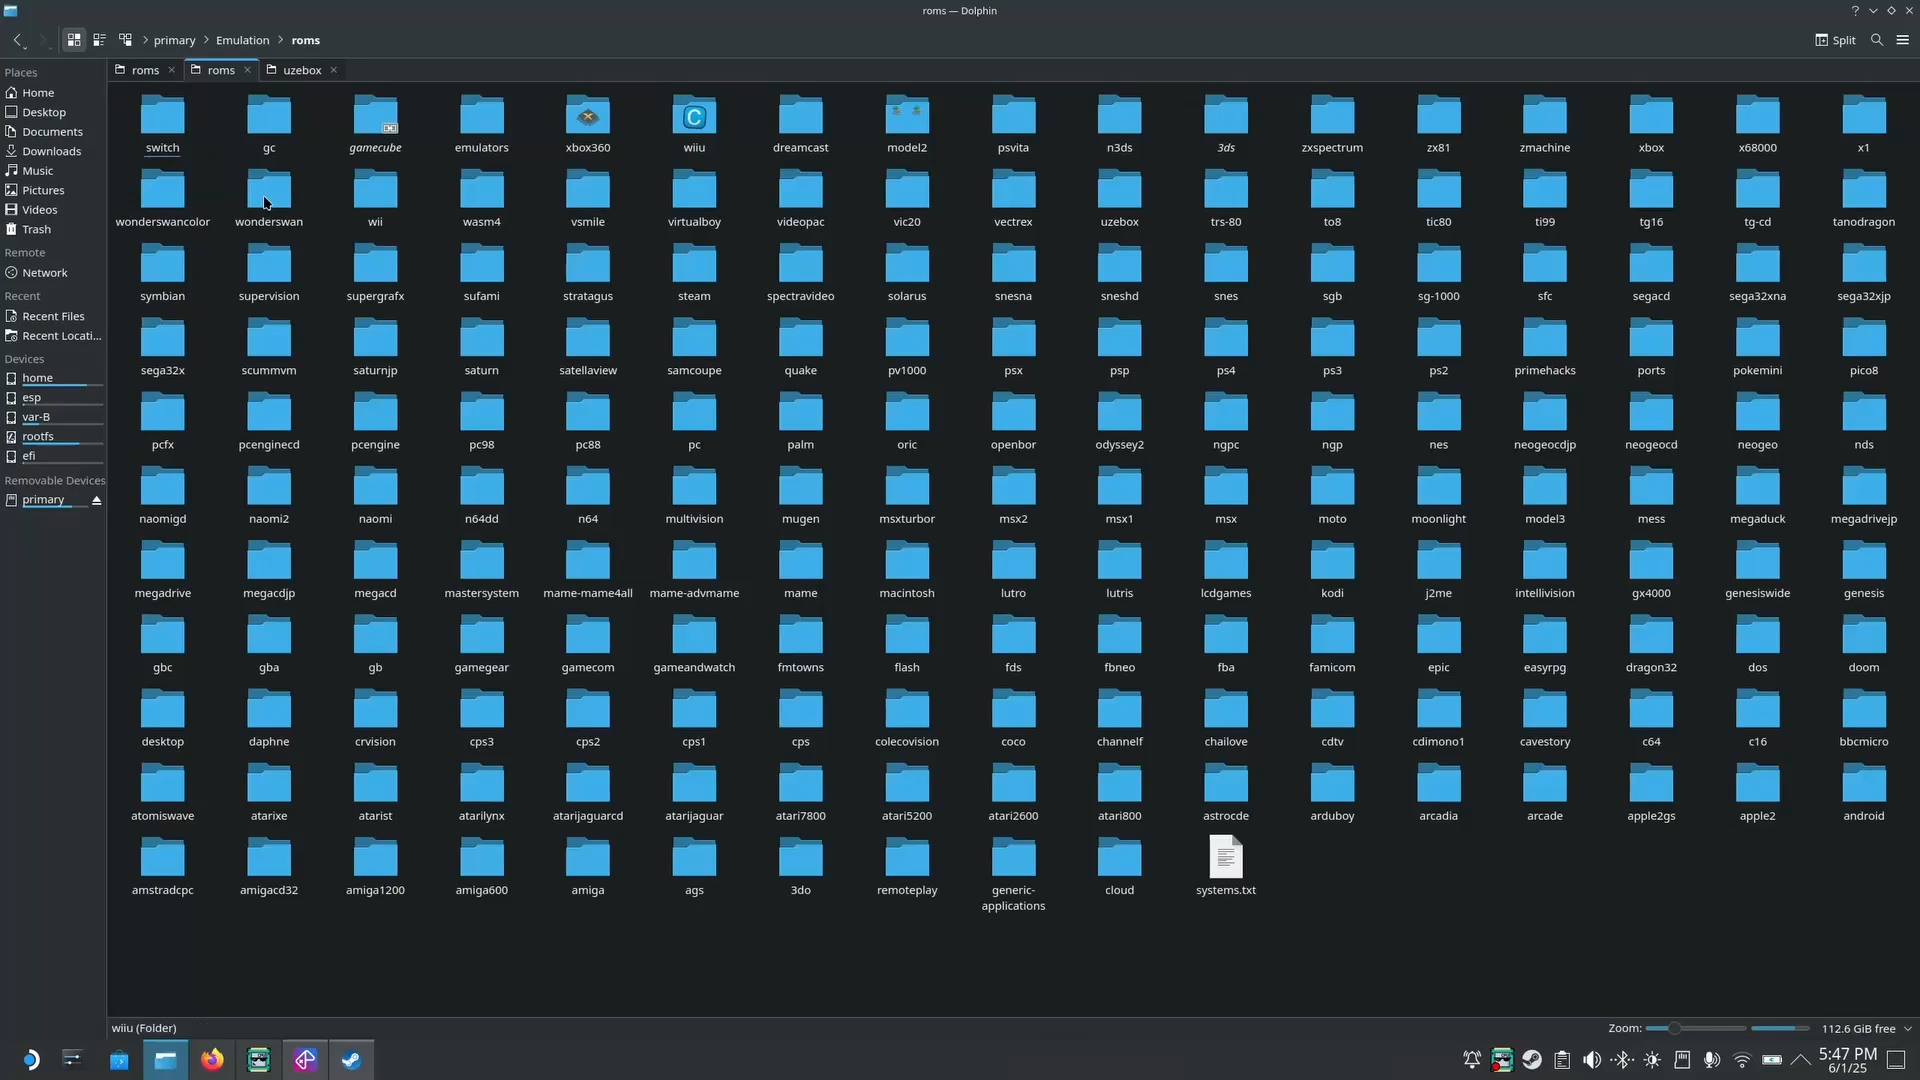 roms — Dolphin
primary
Emulation
roms
Split
Places
roms
roms
uzebox
Home
Desktop
Documents
Downloads
Music
Pictures
Videos
Trash
Remote
Network
Recent
Recent Files
Recent Locati...
Devices
home
esp
var-B
rootfs
efi
Removable Devices
primary
switch gc gamecube emulators xbox360 wiiu dreamcast model2 psvita n3ds 3ds zxspectrum zx81 zmachine xbox x68000 x1
wonderswancolor wonderswan wii wasm4 vsmile virtualboy videopac vic20 vectrex uzebox trs-80 to8 tic80 ti99 tg16 tg-cd tanodragon
symbian supervision supergrafx sufami stratagus steam spectravideo solarus snesna sneshd snes sgb sg-1000 sfc segacd sega32xna sega32xjp
sega32x scummvm saturnjp saturn satellaview samcoupe quake pv1000 psx psp ps4 ps3 ps2 primehacks ports pokemini pico8
pcfx pcenginecd pcengine pc98 pc88 pc palm oric openbor odyssey2 ngpc ngp nes neogeocdjp neogeocd neogeo nds
naomigd naomi2 naomi n64dd n64 multivision mugen msxturbor msx2 msx1 msx moto moonlight model3 mess megaduck megadrivejp
megadrive megacdjp megacd mastersystem mame-mame4all mame-advmame mame macintosh lutro lutris lcdgames kodi j2me intellivision gx4000 genesiswide genesis
gbc gba gb gamegear gamecom gameandwatch fmtowns flash fds fbneo fba famicom epic easyrpg dragon32 dos doom
desktop daphne crvision cps3 cps2 cps1 cps colecovision coco channelf chailove cdtv cdimono1 cavestory c64 c16 bbcmicro
atomiswave atarixe atarist atarilynx atarijaguarcd atarijaguar atari7800 atari5200 atari2600 atari800 astrocde arduboy arcadia arcade apple2gs apple2 android
amstradcpc amigacd32 amiga1200 amiga600 amiga ags 3do remoteplay generic-applications cloud systems.txt
wiiu (Folder)
Zoom:
112.6 GiB free
5:47 PM
6/1/25